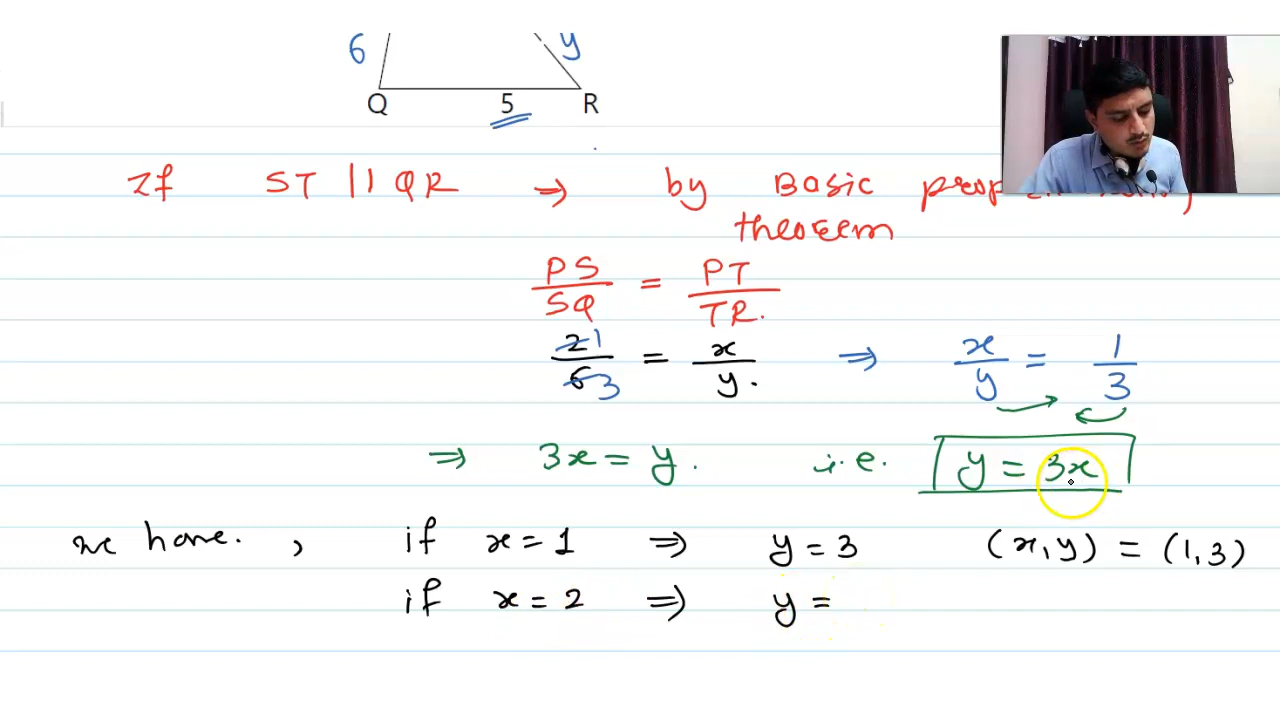 6 y
Q 5 R
If ST || QR ⇒ by Basic
theorem
PS/SQ = PT/TR.
2 1/6 3 = x/y. ⇒ x/y = 1/3
⇒ 3x = y. i.e. y = 3x
we have. , if x = 1 ⇒ y = 3 (x,y) = (1,3)
if x = 2 ⇒ y =